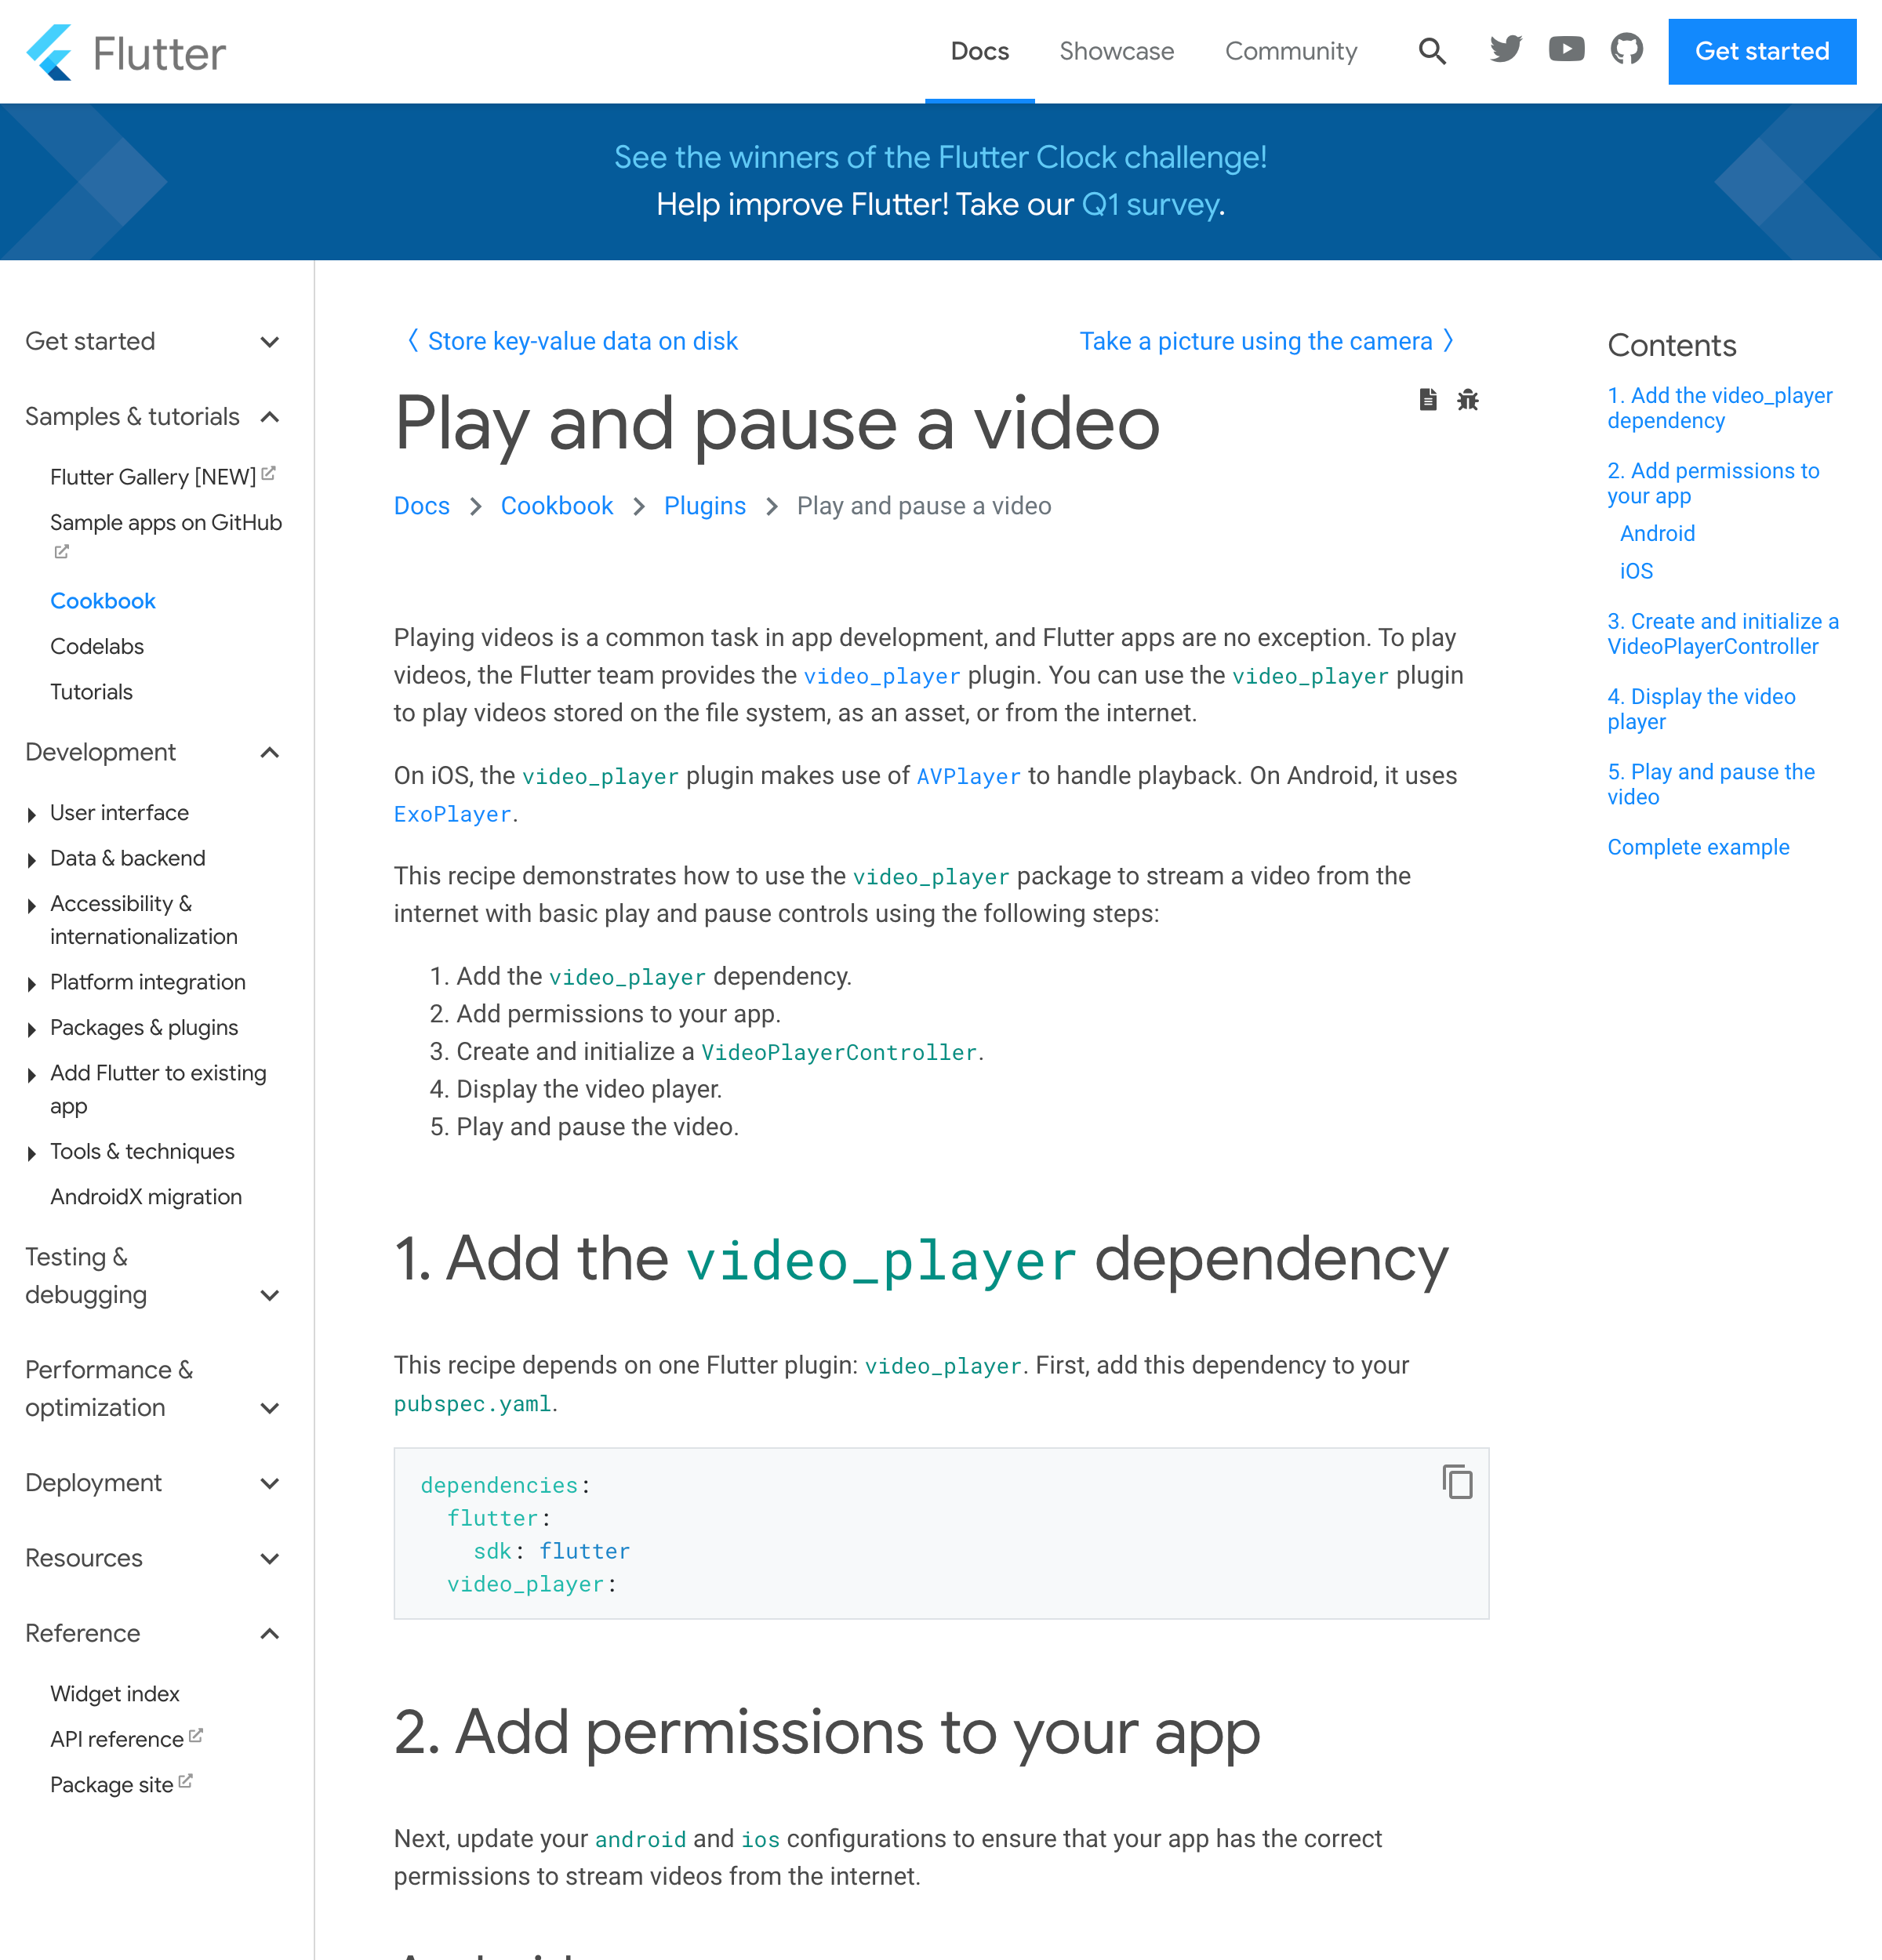 Flutter
Docs
Showcase
Community
Get started
See the winners of the Flutter Clock challenge!
Help improve Flutter! Take our Q1 survey.
Get started
Samples & tutorials
Flutter Gallery [NEW]
Sample apps on GitHub
Cookbook
Codelabs
Tutorials
Development
User interface
Data & backend
Accessibility &
internationalization
Platform integration
Packages & plugins
Add Flutter to existing
app
Tools & techniques
AndroidX migration
Testing &
debugging
Performance &
optimization
Deployment
Resources
Reference
Widget index
API reference
Package site
〈 Store key-value data on disk
Take a picture using the camera 〉
Play and pause a video
Docs > Cookbook > Plugins > Play and pause a video
Playing videos is a common task in app development, and Flutter apps are no exception. To play
videos, the Flutter team provides the video_player plugin. You can use the video_player plugin
to play videos stored on the file system, as an asset, or from the internet.
On iOS, the video_player plugin makes use of AVPlayer to handle playback. On Android, it uses
ExoPlayer.
This recipe demonstrates how to use the video_player package to stream a video from the
internet with basic play and pause controls using the following steps:
1. Add the video_player dependency.
2. Add permissions to your app.
3. Create and initialize a VideoPlayerController.
4. Display the video player.
5. Play and pause the video.
1. Add the video_player dependency
This recipe depends on one Flutter plugin: video_player. First, add this dependency to your
pubspec.yaml.
dependencies:
  flutter:
    sdk: flutter
  video_player:
2. Add permissions to your app
Next, update your android and ios configurations to ensure that your app has the correct
permissions to stream videos from the internet.
Contents
1. Add the video_player
dependency
2. Add permissions to
your app
Android
iOS
3. Create and initialize a
VideoPlayerController
4. Display the video
player
5. Play and pause the
video
Complete example